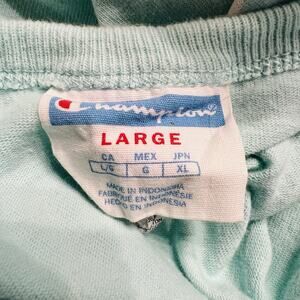 Champion
LARGE
CA MEX JPN
L/G G XL
MADE IN INDONESIA
FABRIQUÉ EN INDONÉSIE
HECHO EN INDONESIA